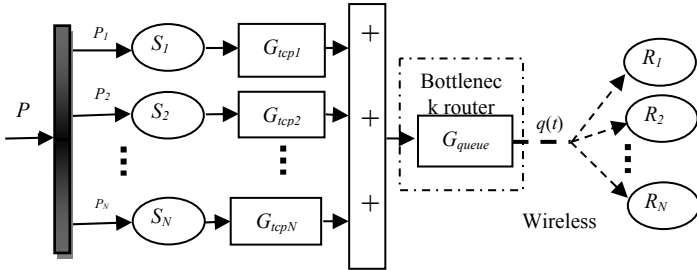 P
P1
S1
Gtcp1
+
P2
S2
Gtcp2
+
PN
SN
GtcpN
+
Bottlenec
k router
Gqueue
q(t)
Wireless
R1
R2
RN